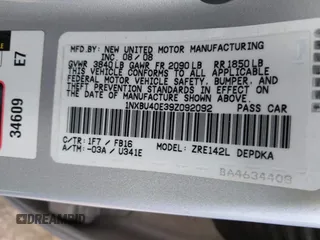 MFD. BY: NEW UNITED MOTOR MANUFACTURING
INC. 08/08
GVWR 3840LB GAWR FR 2090LB RR 1850LB
THIS VEHICLE CONFORMS TO ALL APPLICABLE
FEDERAL MOTOR VEHICLE SAFETY, BUMPER, AND
THEFT PREVENTION STANDARDS IN EFFECT ON
THE DATE OF MANUFACTURE SHOWN ABOVE.
1NXBU40E39Z092092
PASS. CAR
C/TR: 1F7 / FB16
A/TM: -03A / U341E
MODEL: ZRE142L DEPDKA
BA4634409
34609
E7
AUTOBIDMASTER